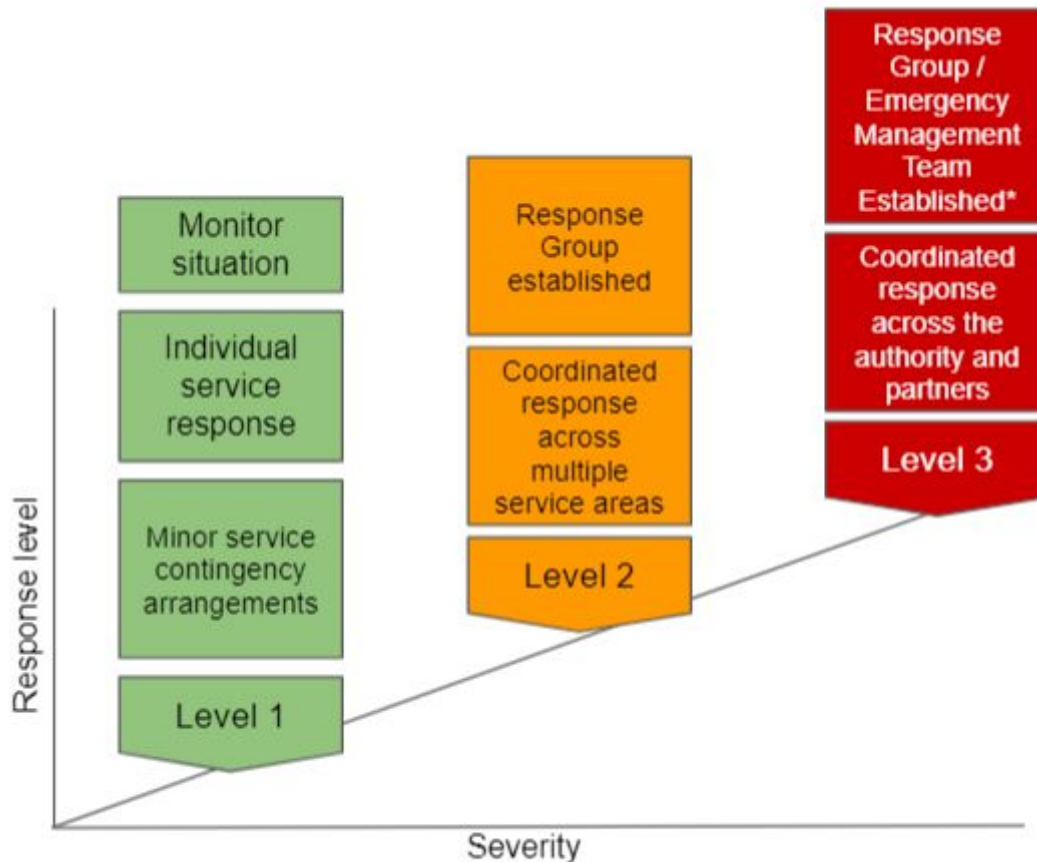 Response level
Monitor
situation
Individual
service
response
Minor service
contingency
arrangements
Level 1
Response
Group
established
Coordinated
response
across
multiple
service areas
Level 2
Response
Group /
Emergency
Management
Team
Established*
Coordinated
response
across the
authority and
partners
Level 3
Severity